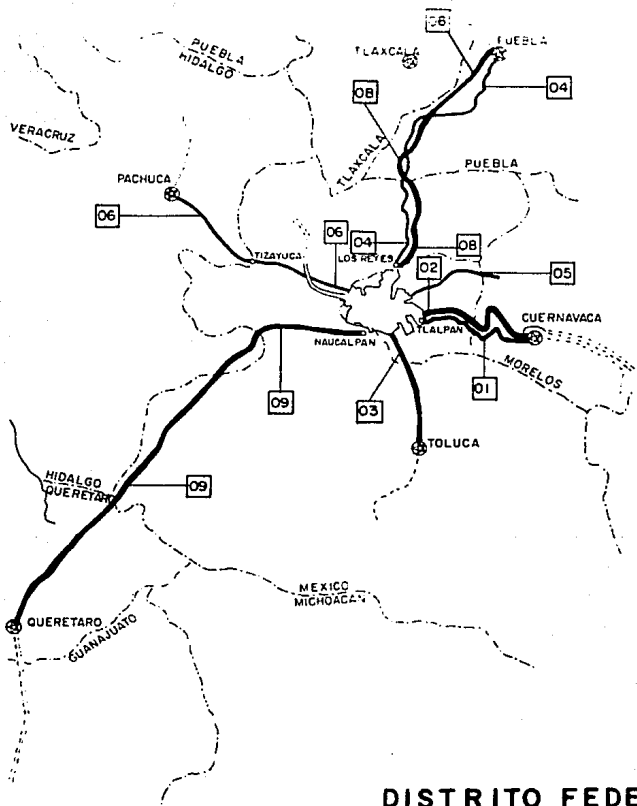 PUEBLA
HIDALGO
TLAXCALA
PUEBLA
04
08
VERACRUZ
TLAXCALA
PUEBLA
PACHUCA
06
06
04
08
TIZAYUCA
LOS REYES
02
05
TLALPAN
CUERNAVACA
NAUCALPAN
MORELOS
01
09
03
TOLUCA
HIDALGO
QUERETARO
09
MEXICO
MICHOACAN
QUERETARO
GUANAJUATO
DISTRITO FEDE